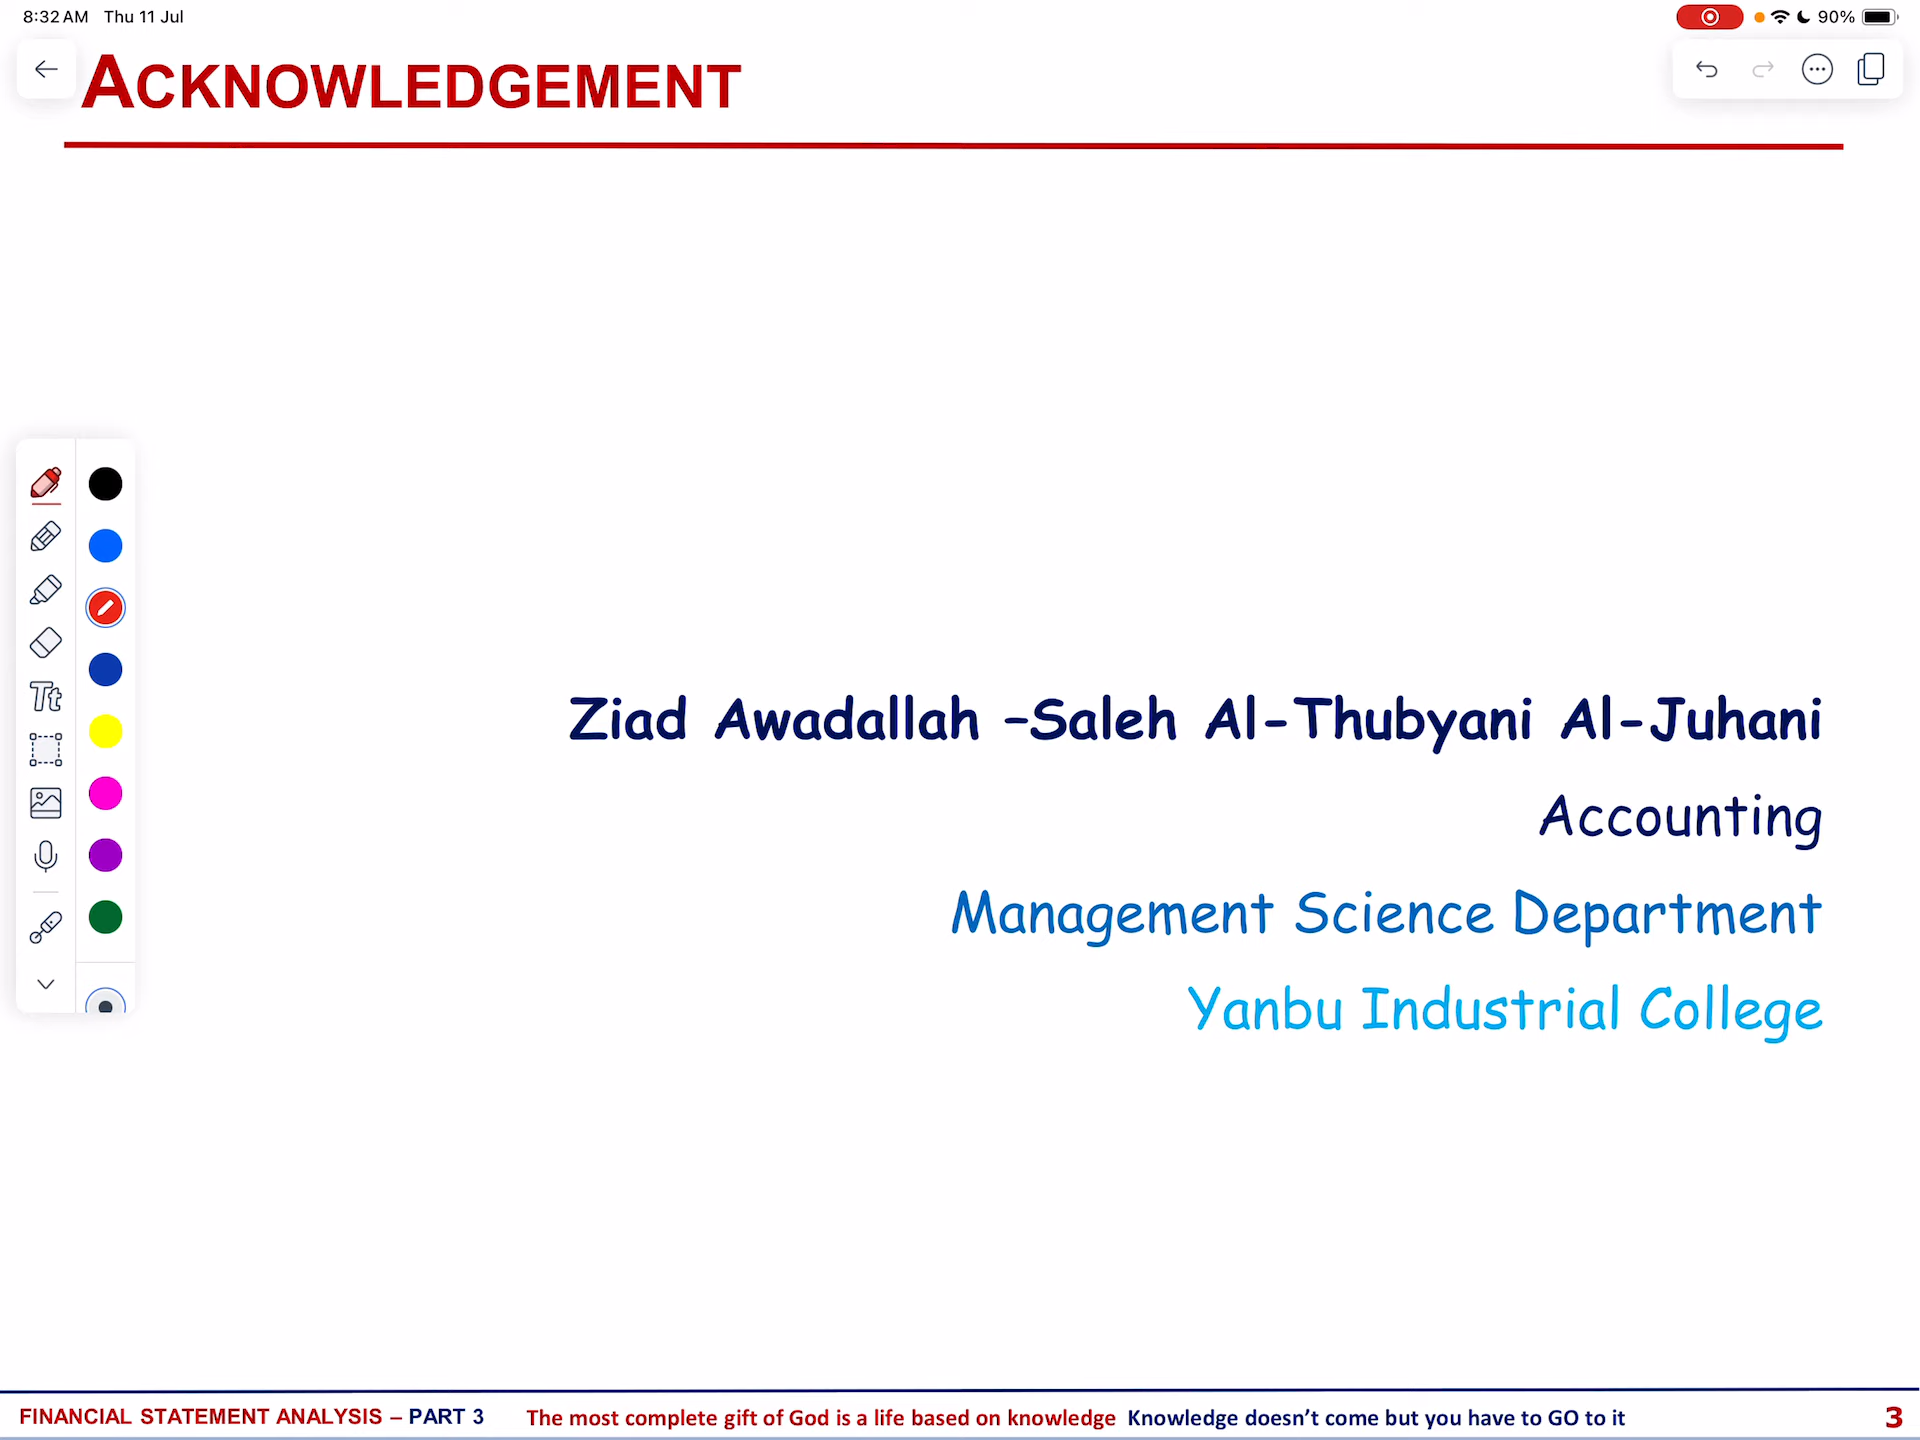 8:32 AM Thu 11 Jul
90%
ACKNOWLEDGEMENT
Tt
Ziad Awadallah –Saleh Al-Thubyani Al-Juhani
Accounting
Management Science Department
Yanbu Industrial College
FINANCIAL STATEMENT ANALYSIS – PART 3 The most complete gift of God is a life based on knowledge Knowledge doesn’t come but you have to GO to it 3